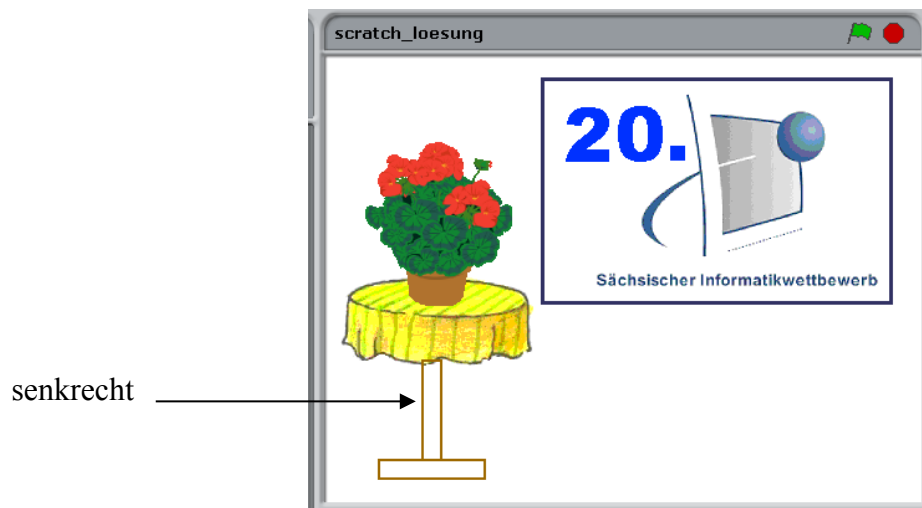 scratch_loesung
20.
Sächsischer Informatikwettbewerb
senkrecht